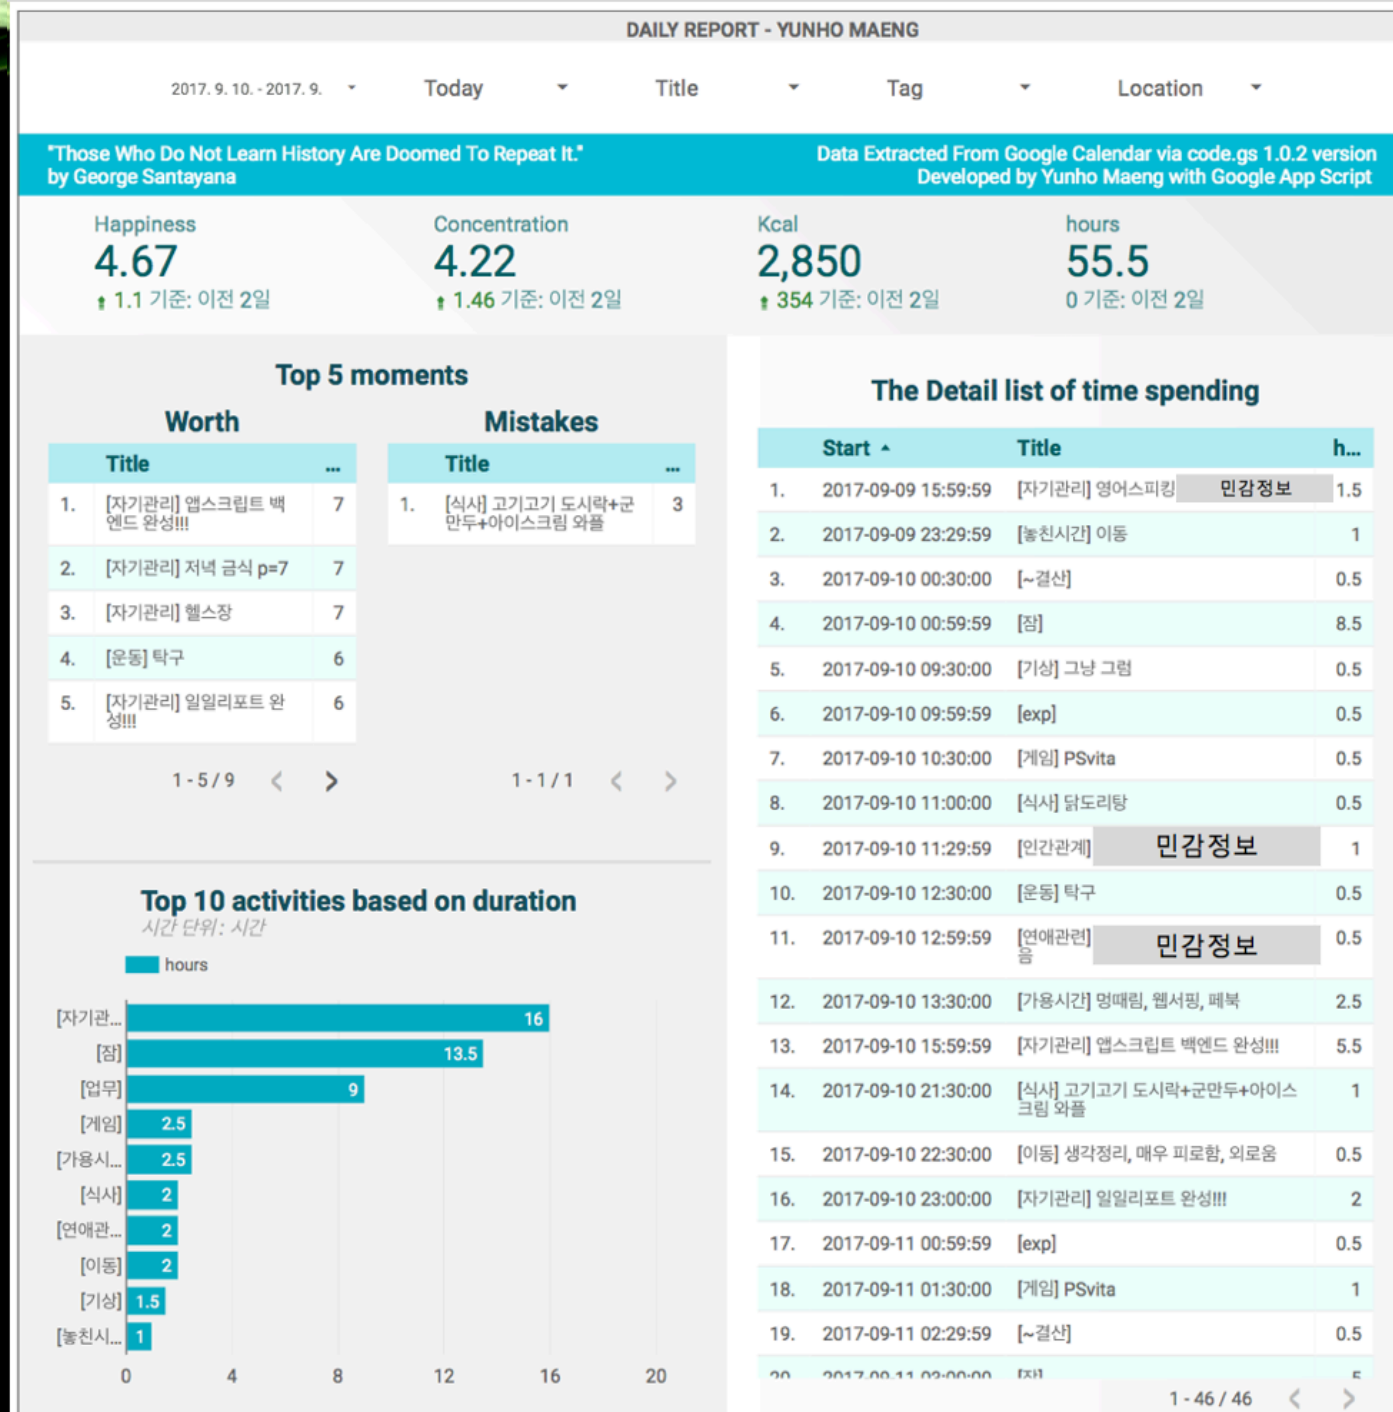 DAILY REPORT - YUNHO MAENG
2017. 9. 10. - 2017. 9.
Today
Title
Tag
Location
"Those Who Do Not Learn History Are Doomed To Repeat It."
by George Santayana
Data Extracted From Google Calendar via code.gs 1.0.2 version
Developed by Yunho Maeng with Google App Script
Happiness
4.67
1.1 기준: 이전 2일
Concentration
4.22
1.46 기준: 이전 2일
Kcal
2,850
354 기준: 이전 2일
hours
55.5
0 기준: 이전 2일
Top 5 moments
Worth
Title ...
1. [자기관리] 앱스크립트 백 7
엔드 완성!!!
2. [자기관리] 저녁 금식 p=7 7
3. [자기관리] 헬스장 7
4. [운동] 탁구 6
5. [자기관리] 일일리포트 완 6
성!!!
1 - 5 / 9
Mistakes
Title ...
1. [식사] 고기고기 도시락+군 3
만두+아이스크림 와플
1 - 1 / 1
Top 10 activities based on duration
시간 단위: 시간
hours
[자기관... 16
[잠] 13.5
[업무] 9
[게임] 2.5
[가용시... 2.5
[식사] 2
[연애관... 2
[이동] 2
[기상] 1.5
[놓친시... 1
0 4 8 12 16 20
The Detail list of time spending
Start Title h...
1. 2017-09-09 15:59:59 [자기관리] 영어스피킹 민감정보 1.5
2. 2017-09-09 23:29:59 [놓친시간] 이동 1
3. 2017-09-10 00:30:00 [~결산] 0.5
4. 2017-09-10 00:59:59 [잠] 8.5
5. 2017-09-10 09:30:00 [기상] 그냥 그럼 0.5
6. 2017-09-10 09:59:59 [exp] 0.5
7. 2017-09-10 10:30:00 [게임] PSvita 0.5
8. 2017-09-10 11:00:00 [식사] 닭도리탕 0.5
9. 2017-09-10 11:29:59 [인간관계] 민감정보 1
10. 2017-09-10 12:30:00 [운동] 탁구 0.5
11. 2017-09-10 12:59:59 [연애관련] 민감정보 0.5
음
12. 2017-09-10 13:30:00 [가용시간] 멍때림, 웹서핑, 페북 2.5
13. 2017-09-10 15:59:59 [자기관리] 앱스크립트 백엔드 완성!!! 5.5
14. 2017-09-10 21:30:00 [식사] 고기고기 도시락+군만두+아이스 1
크림 와플
15. 2017-09-10 22:30:00 [이동] 생각정리, 매우 피로함, 외로움 0.5
16. 2017-09-10 23:00:00 [자기관리] 일일리포트 완성!!! 2
17. 2017-09-11 00:59:59 [exp] 0.5
18. 2017-09-11 01:30:00 [게임] PSvita 1
19. 2017-09-11 02:29:59 [~결산] 0.5
20. 2017-09-11 03:00:00 [잠] 5
1 - 46 / 46